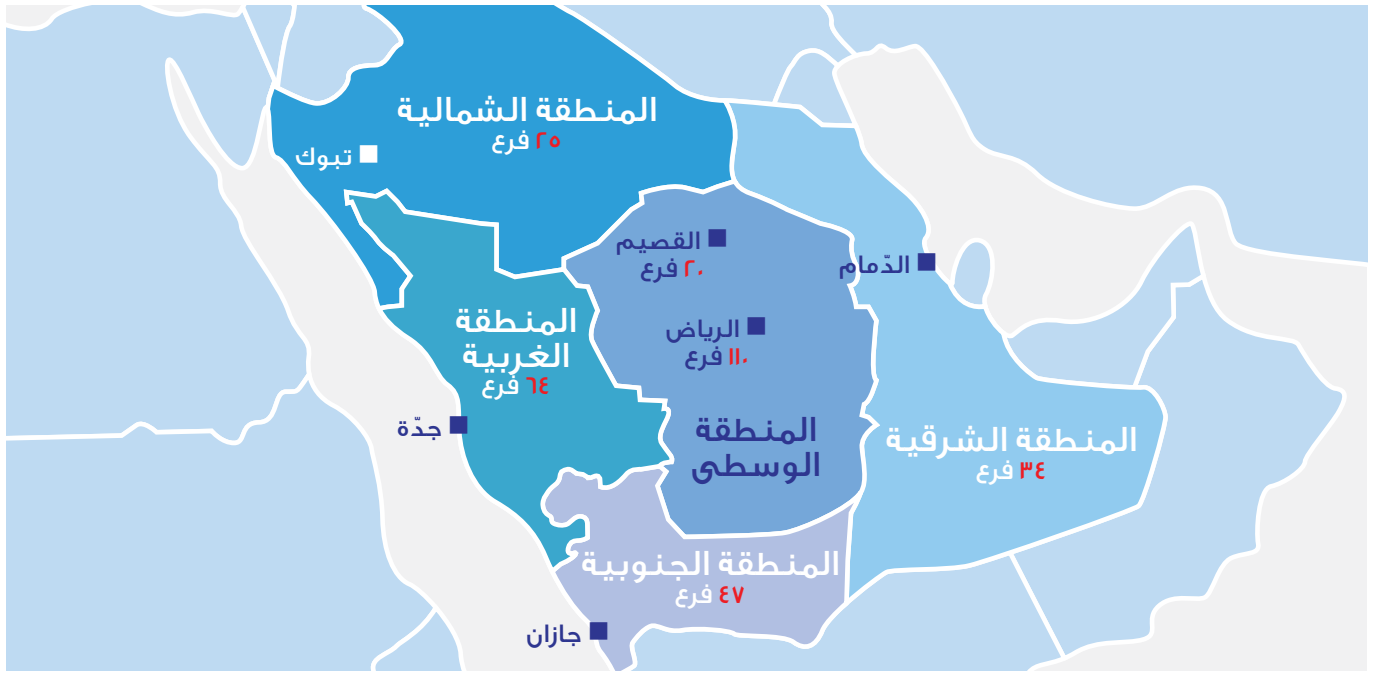 المنطقة الشمالية
٢٥ فرع
تبوك
القصيم
٢٠ فرع
الدّمام
الرياض
١١٠ فرع
المنطقة
الغربية
٦٤ فرع
جدّة
المنطقة
الوسطى
المنطقة الشرقية
٣٤ فرع
المنطقة الجنوبية
٤٧ فرع
جازان